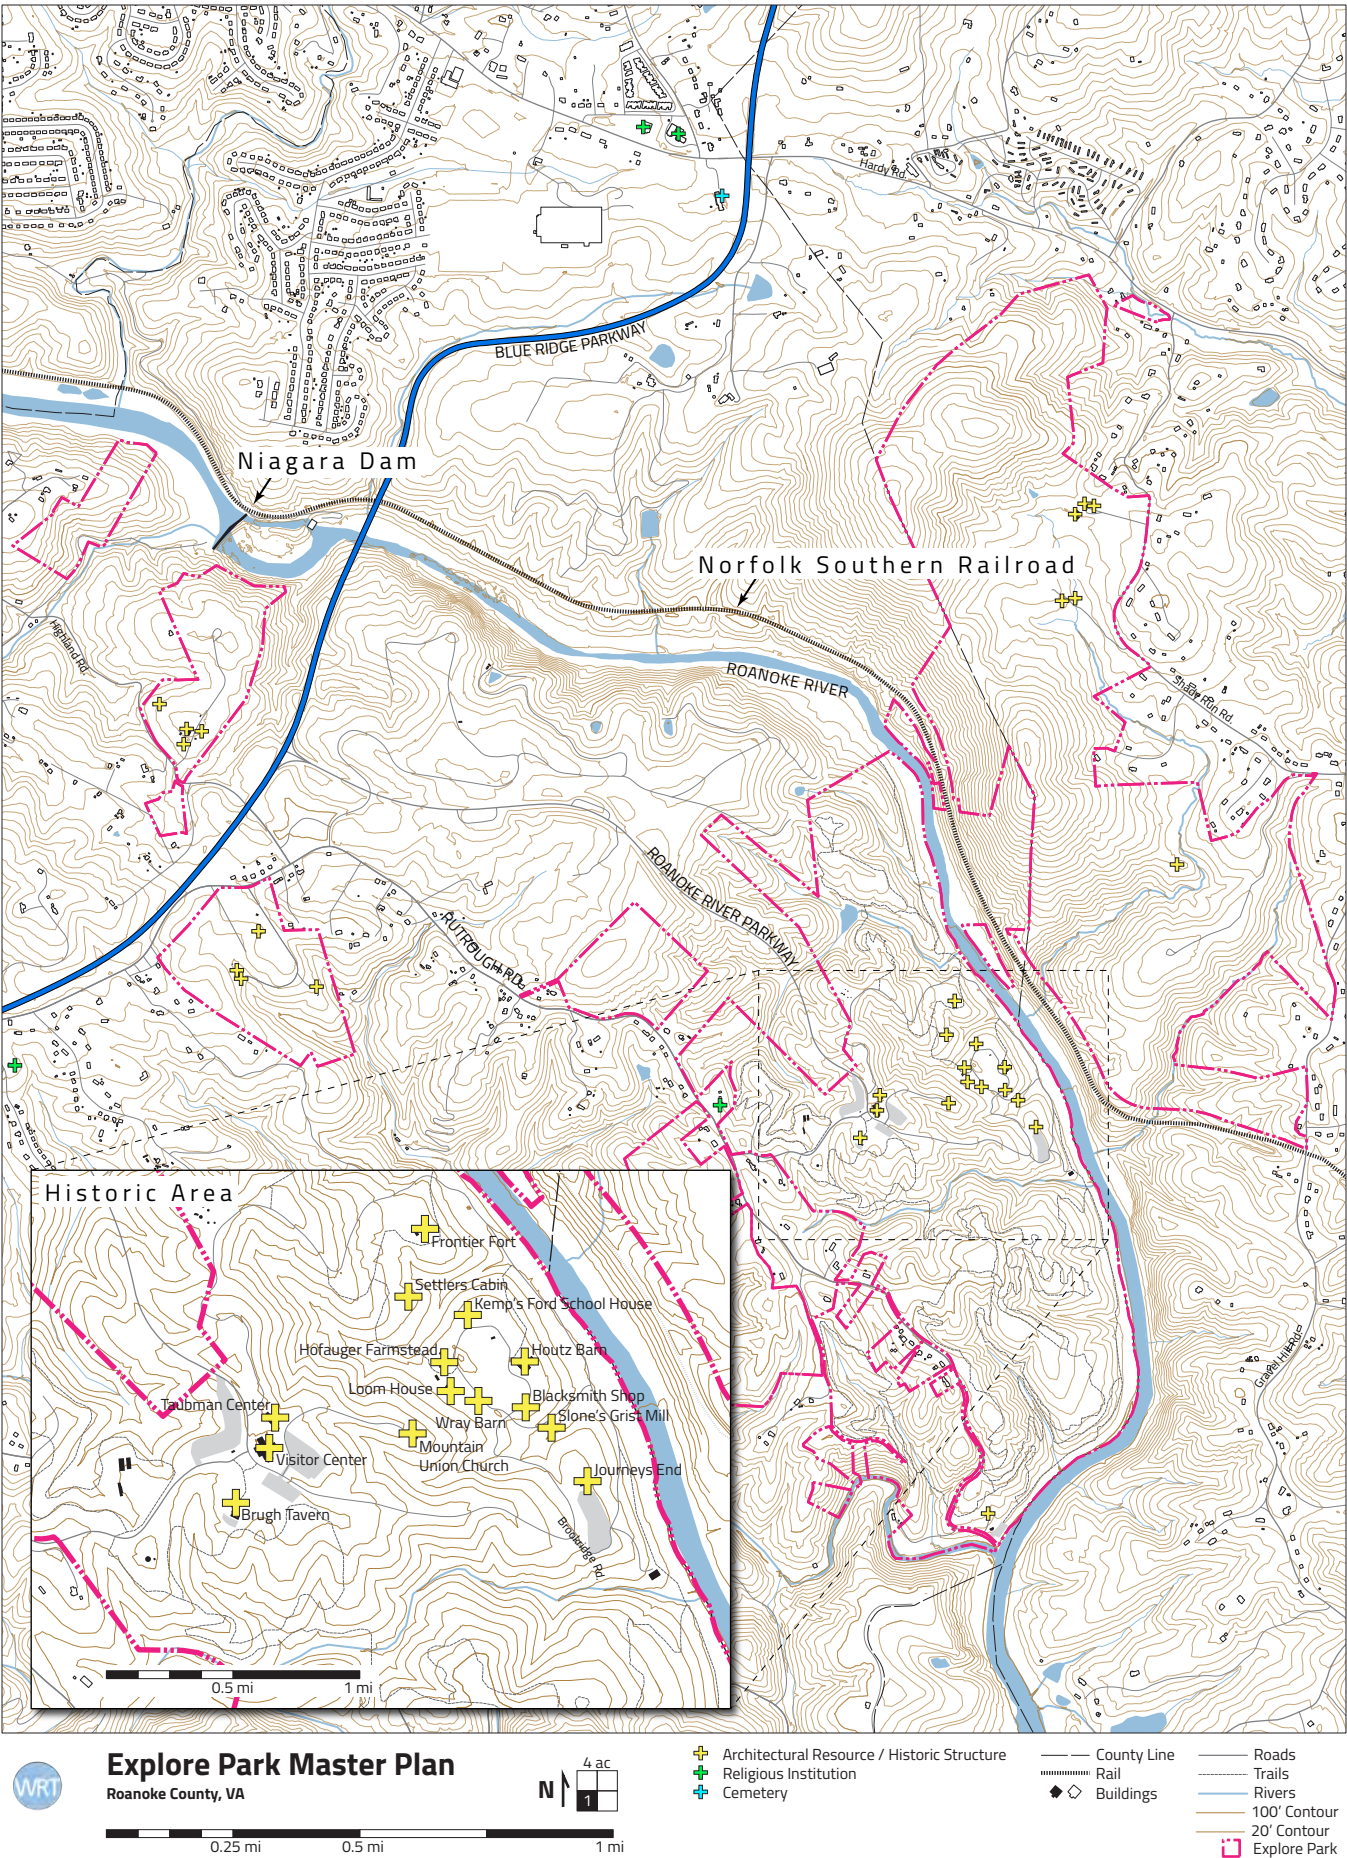 Hardy Rd.
BLUE RIDGE PARKWAY
Niagara Dam
Norfolk Southern Railroad
Highland Rd.
ROANOKE RIVER
Shady Run Rd.
ROANOKE RIVER PARKWAY
RUTROUGH RD.
Gravel Hill Rd.
Historic Area
Frontier Fort
Settlers Cabin
Kemp's Ford School House
Hofauger Farmstead
Houtz Barn
Loom House
Blacksmith Shop
Taubman Center
Wray Barn
Slone's Grist Mill
Mountain
Union Church
Visitor Center
Journeys End
Brugh Tavern
Brookridge Rd.
0.5 mi
1 mi
WRT
Explore Park Master Plan
Roanoke County, VA
0.25 mi
0.5 mi
1 mi
N
4 ac
1
Architectural Resource / Historic Structure
Religious Institution
Cemetery
County Line
Rail
Buildings
Roads
Trails
Rivers
100' Contour
20' Contour
Explore Park